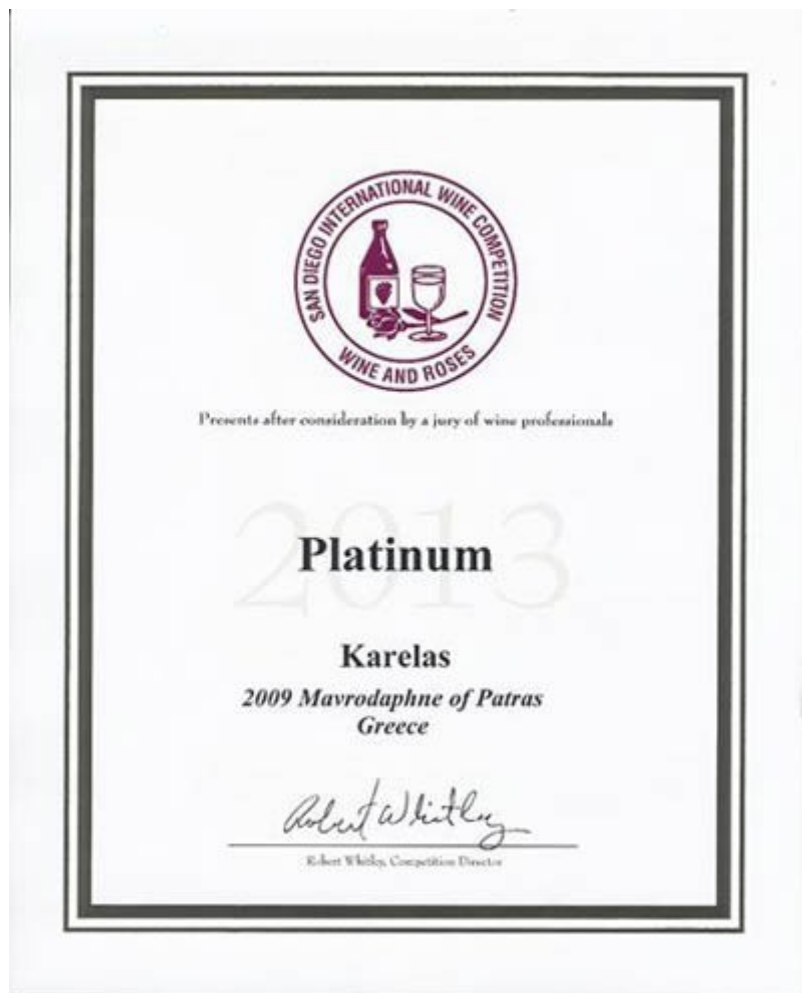 SAN DIEGO INTERNATIONAL WINE COMPETITION
WINE AND ROSES
Presents after consideration by a jury of wine professionals
2013
Platinum
Karelas
2009 Mavrodaphne of Patras
Greece
Robert Whitley
Robert Whitley, Competition Director